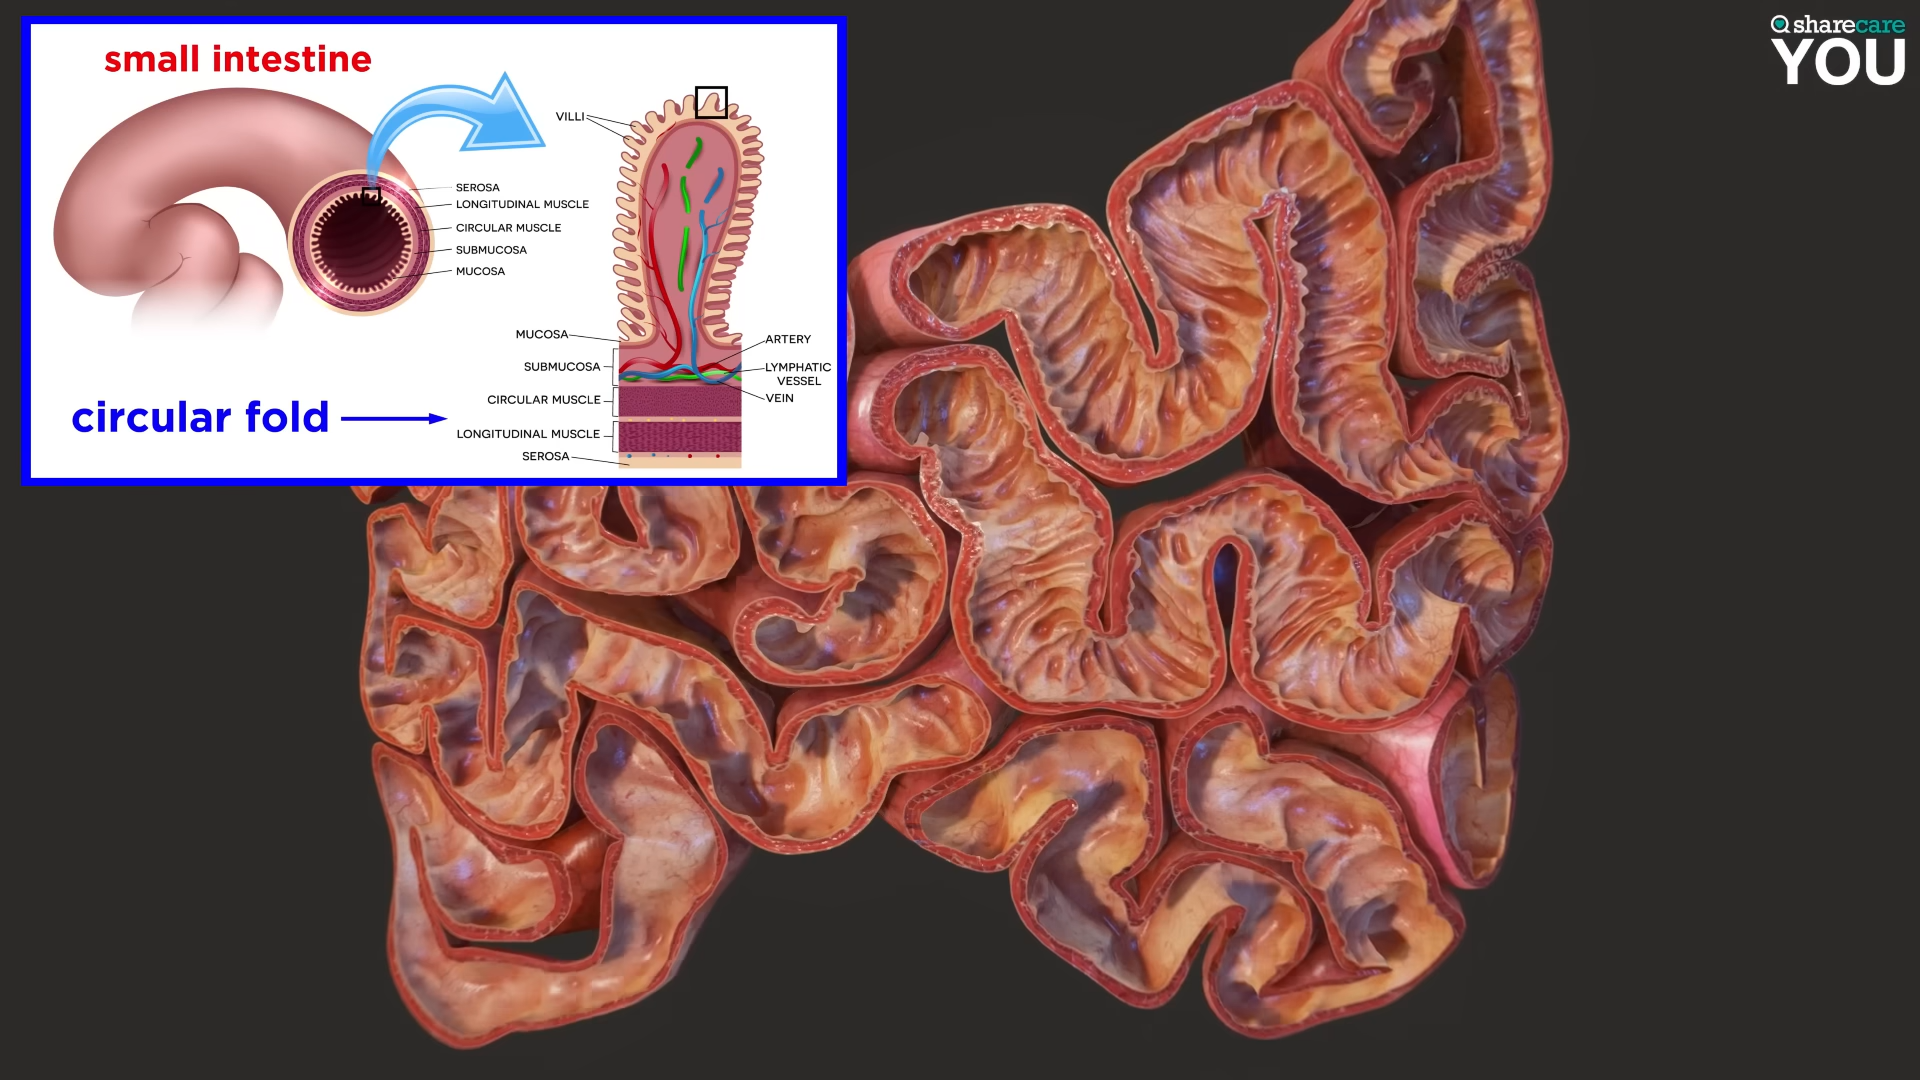 small intestine
SEROSA
LONGITUDINAL MUSCLE
CIRCULAR MUSCLE
SUBMUCOSA
MUCOSA
VILLI
MUCOSA
SUBMUCOSA
CIRCULAR MUSCLE
LONGITUDINAL MUSCLE
SEROSA
ARTERY
LYMPHATIC
VESSEL
VEIN
circular fold
sharecare
YOU